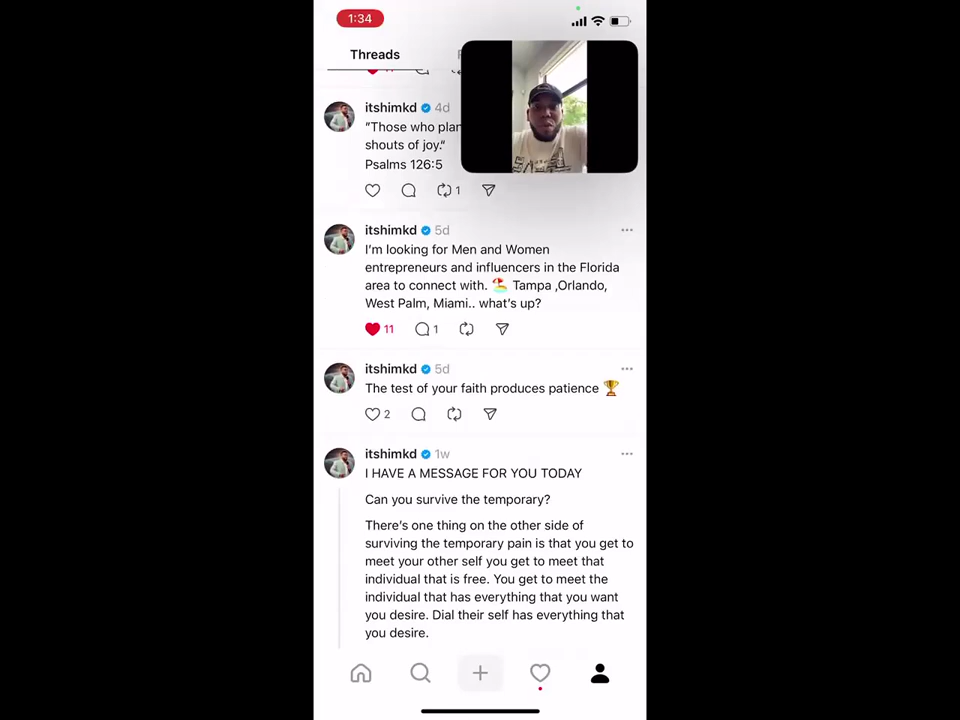 1:34
Threads
itshimkd 4d
"Those who plan
shouts of joy."
Psalms 126:5
1
itshimkd 5d
I'm looking for Men and Women
entrepreneurs and influencers in the Florida
area to connect with. 🏖️ Tampa ,Orlando,
West Palm, Miami.. what's up?
11 1
itshimkd 5d
The test of your faith produces patience 🏆
2
itshimkd 1w
I HAVE A MESSAGE FOR YOU TODAY
Can you survive the temporary?
There's one thing on the other side of
surviving the temporary pain is that you get to
meet your other self you get to meet that
individual that is free. You get to meet the
individual that has everything that you want
you desire. Dial their self has everything that
you desire.